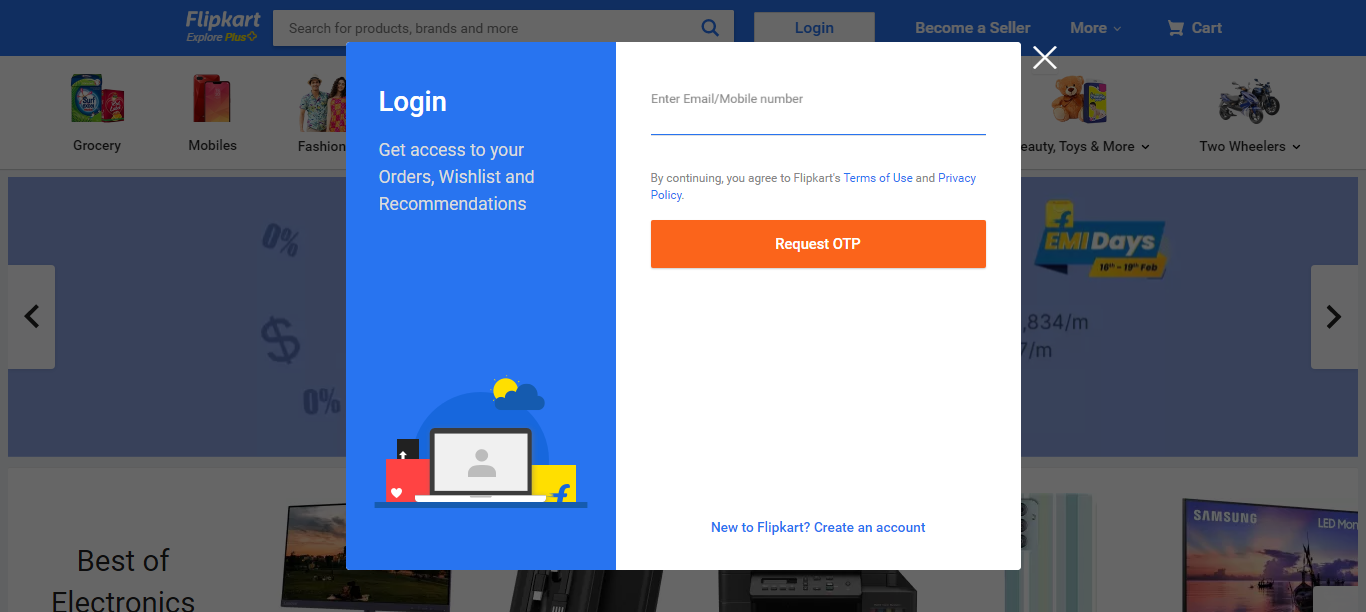 Flipkart
Explore Plus
Search for products, brands and more
Login
Become a Seller
More
Cart
Grocery
Mobiles
Fashion
eauty, Toys & More
Two Wheelers
Login
Get access to your
Orders, Wishlist and
Recommendations
Enter Email/Mobile number
By continuing, you agree to Flipkart's Terms of Use and Privacy
Policy.
Request OTP
New to Flipkart? Create an account
0%
$
0%
EMI Days
16th - 19th Feb
,834/m
7/m
Best of
Electronics
SAMSUNG
LED Mon